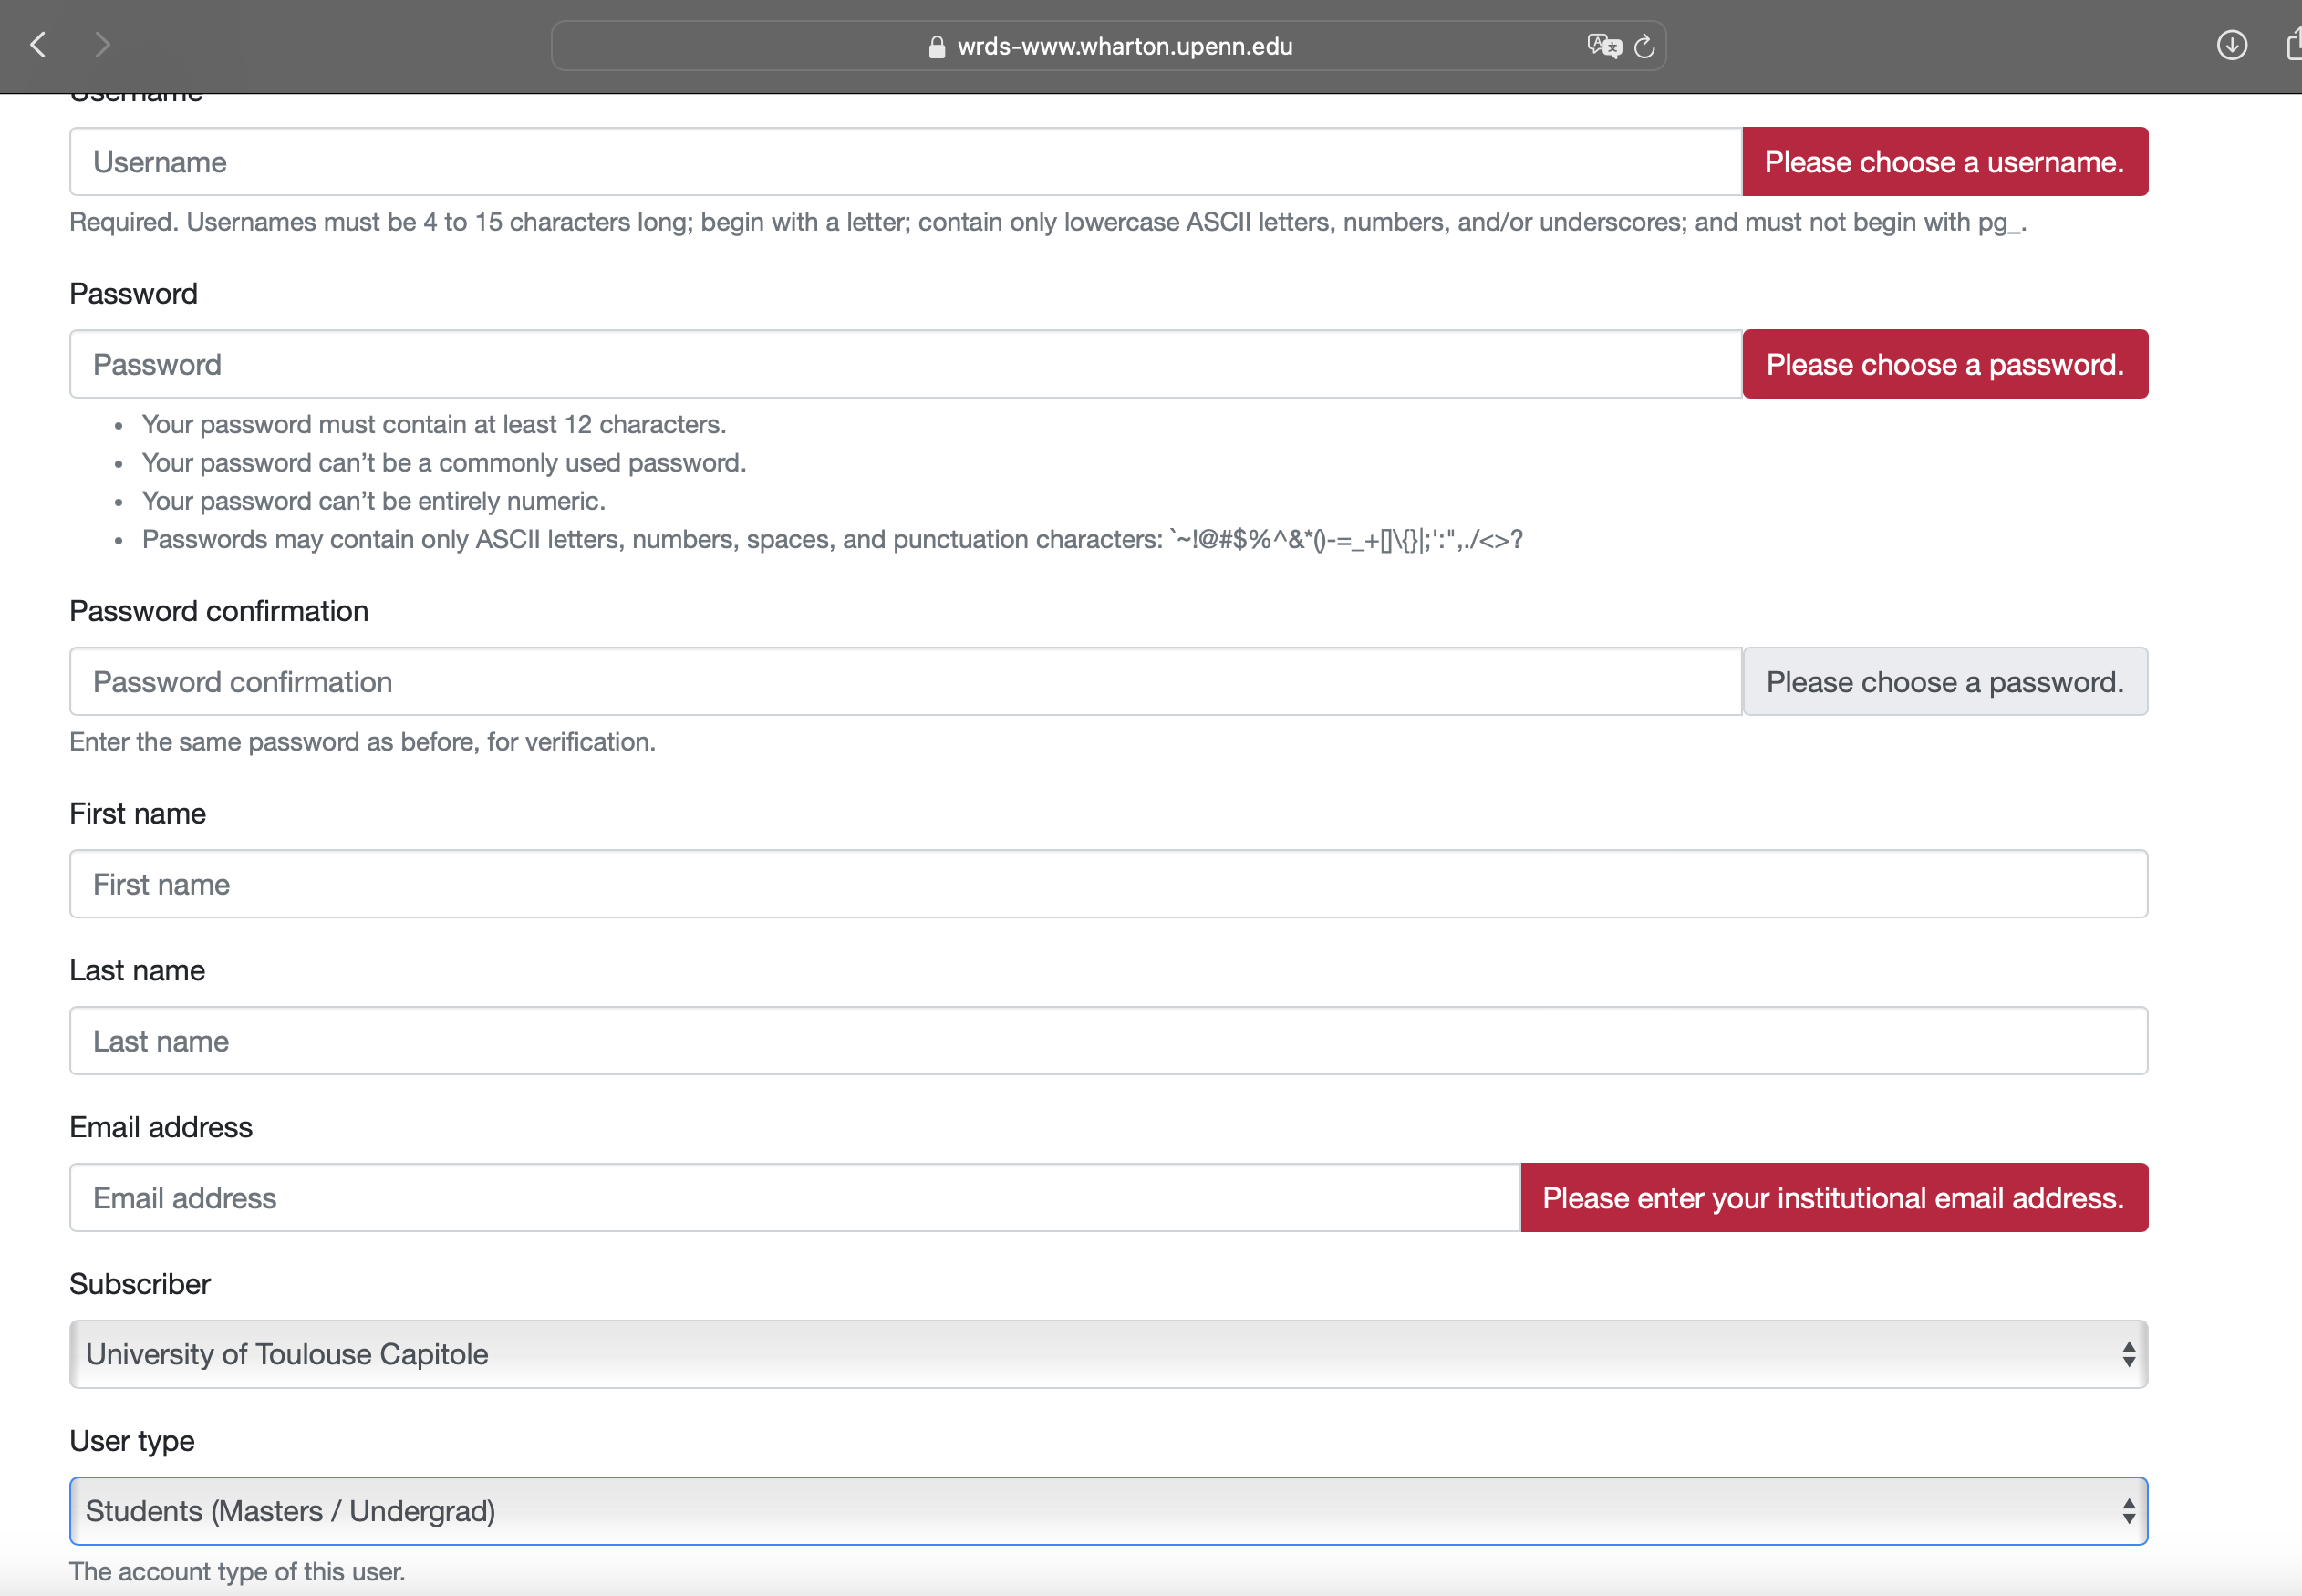 wrds-www.wharton.upenn.edu
Username
Username
Please choose a username.
Required. Usernames must be 4 to 15 characters long; begin with a letter; contain only lowercase ASCII letters, numbers, and/or underscores; and must not begin with pg_.
Password
Password
Please choose a password.
• Your password must contain at least 12 characters.
• Your password can’t be a commonly used password.
• Your password can’t be entirely numeric.
• Passwords may contain only ASCII letters, numbers, spaces, and punctuation characters: `~!@#$%^&*()-=_+[]\{}|;':",./<>?
Password confirmation
Password confirmation
Please choose a password.
Enter the same password as before, for verification.
First name
First name
Last name
Last name
Email address
Email address
Please enter your institutional email address.
Subscriber
University of Toulouse Capitole
User type
Students (Masters / Undergrad)
The account type of this user.